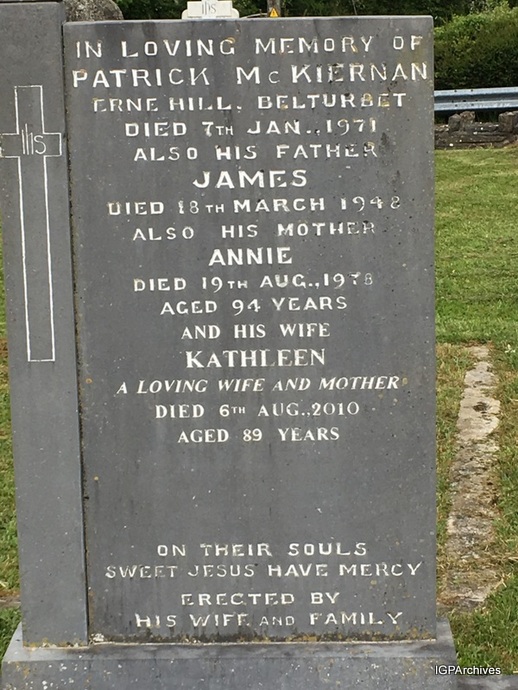 IHS
IHS
IN LOVING MEMORY OF
PATRICK Mc KIERNAN
ERNE HILL, BELTURBET
DIED 7TH JAN., 1971
ALSO HIS FATHER
JAMES
DIED 18TH MARCH 1948
ALSO HIS MOTHER
ANNIE
DIED 19TH AUG., 1978
AGED 94 YEARS
AND HIS WIFE
KATHLEEN
A LOVING WIFE AND MOTHER
DIED 6TH AUG., 2010
AGED 89 YEARS
ON THEIR SOULS
SWEET JESUS HAVE MERCY
ERECTED BY
HIS WIFE AND FAMILY
IGPArchives